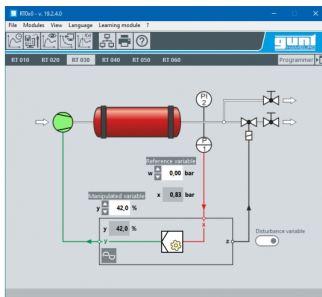 RTGx0 - v. 19.2.4.0
File Modules View Language Learning module ?
gunt
RT 010 RT 020 RT 030 RT 040 RT 050 RT 060 Programmer
PI
2
P
1
Reference variable
w 0,00 bar
x 0,83 bar
Manipulated variable
y 42,0 %
x
y 42,0 %
y
z
Disturbance variable